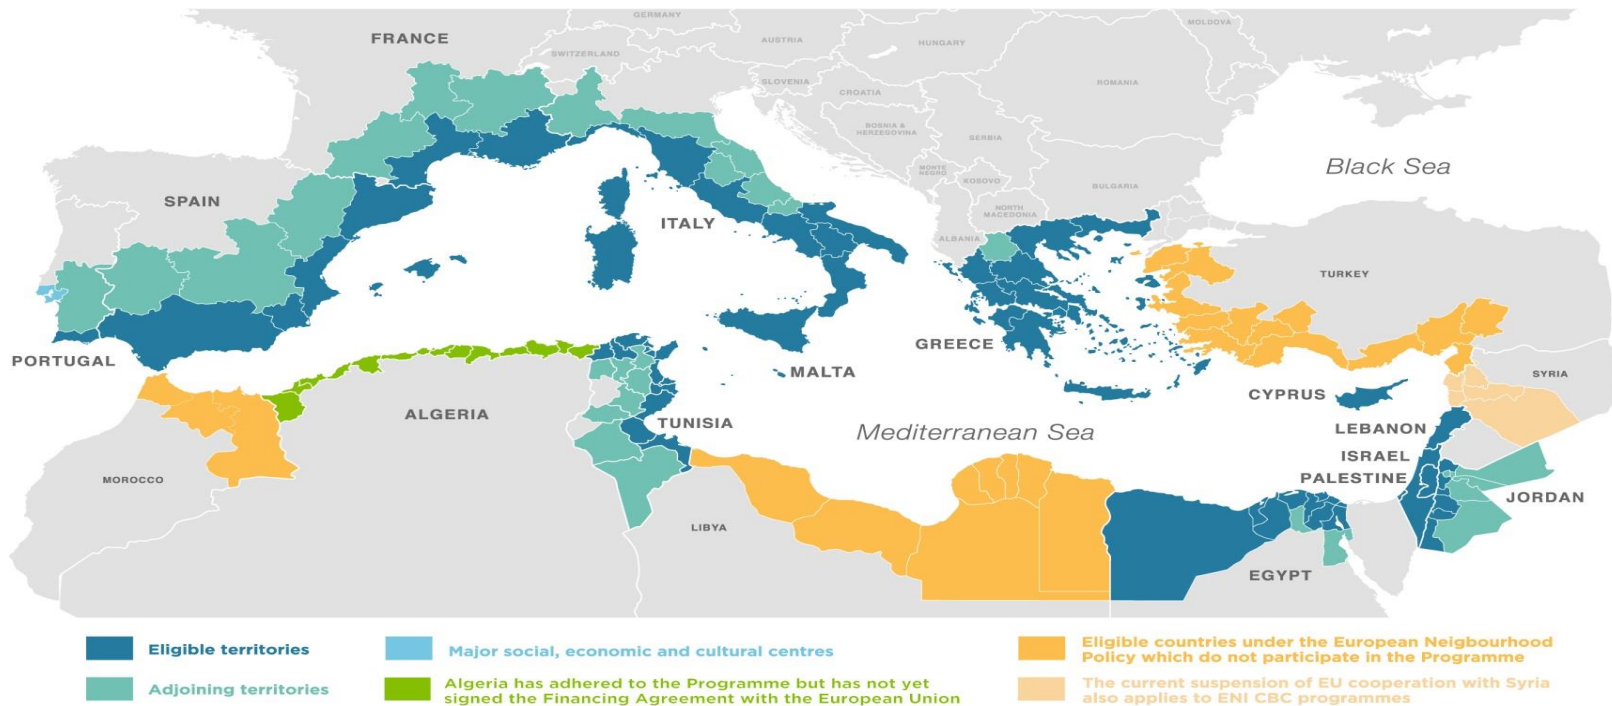 GERMANY
MOLDOVA
FRANCE
AUSTRIA
HUNGARY
SWITZERLAND
SLOVENIA
ROMANIA
CROATIA
BOSNIA &
HERZEGOVINA
SERBIA
Black Sea
MONTE
NEGRO
KOSOVO
BULGARIA
SPAIN
NORTH
MACEDONIA
ITALY
ALBANIA
TURKEY
GREECE
PORTUGAL
MALTA
SYRIA
CYPRUS
ALGERIA
TUNISIA
LEBANON
Mediterranean Sea
ISRAEL
MOROCCO
PALESTINE
JORDAN
LIBYA
EGYPT
Eligible territories
Adjoining territories
Major social, economic and cultural centres
Algeria has adhered to the Programme but has not yet
signed the Financing Agreement with the European Union
Eligible countries under the European Neigbourhood
Policy which do not participate in the Programme
The current suspension of EU cooperation with Syria
also applies to ENI CBC programmes